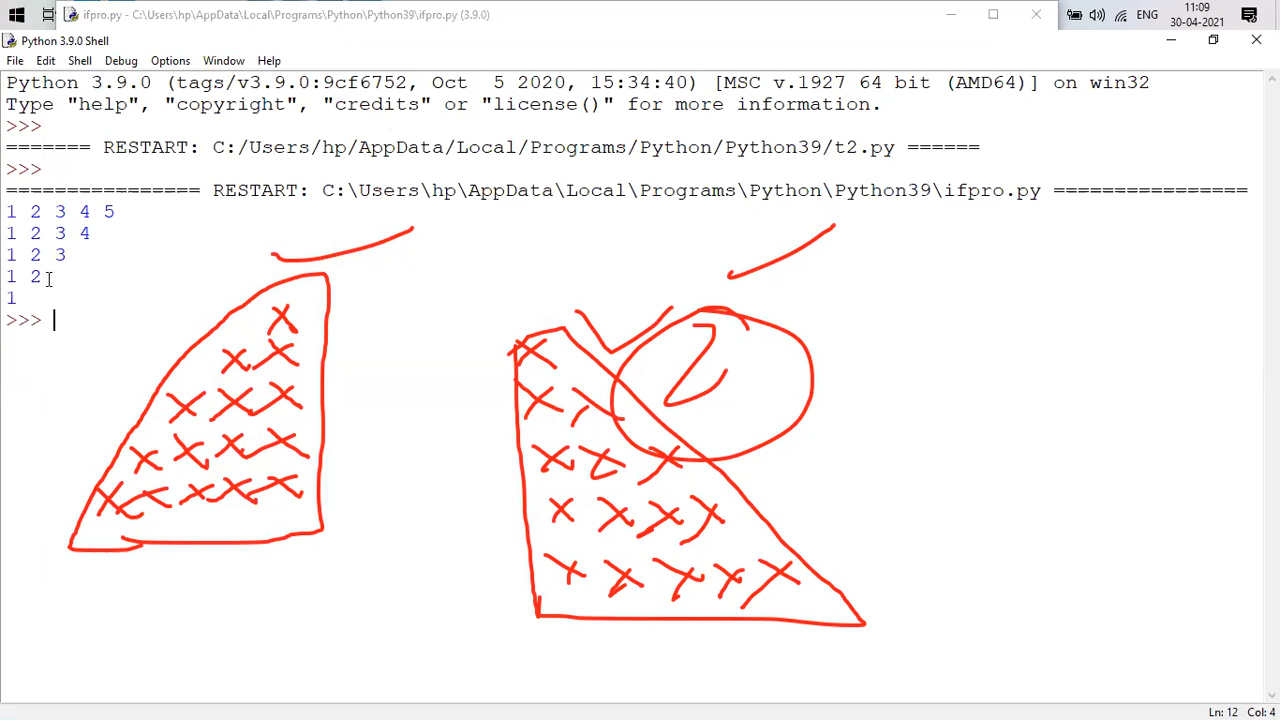 ifpro.py - C:\Users\hp\AppData\Local\Programs\Python\Python39\ifpro.py (3.9.0)
ENG
11:09
30-04-2021
Python 3.9.0 Shell
File Edit Shell Debug Options Window Help
Python 3.9.0 (tags/v3.9.0:9cf6752, Oct  5 2020, 15:34:40) [MSC v.1927 64 bit (AMD64)] on win32
Type "help", "copyright", "credits" or "license()" for more information.
>>>
======= RESTART: C:/Users/hp/AppData/Local/Programs/Python/Python39/t2.py ======
>>>
================ RESTART: C:\Users\hp\AppData\Local\Programs\Python\Python39\ifpro.py ================
1 2 3 4 5
1 2 3 4
1 2 3
1 2
1
>>>
x
x x
x x x
x x x x
x x x x x
2
x
x x
x x x
x x x x
x x x x x
Ln: 12 Col: 4